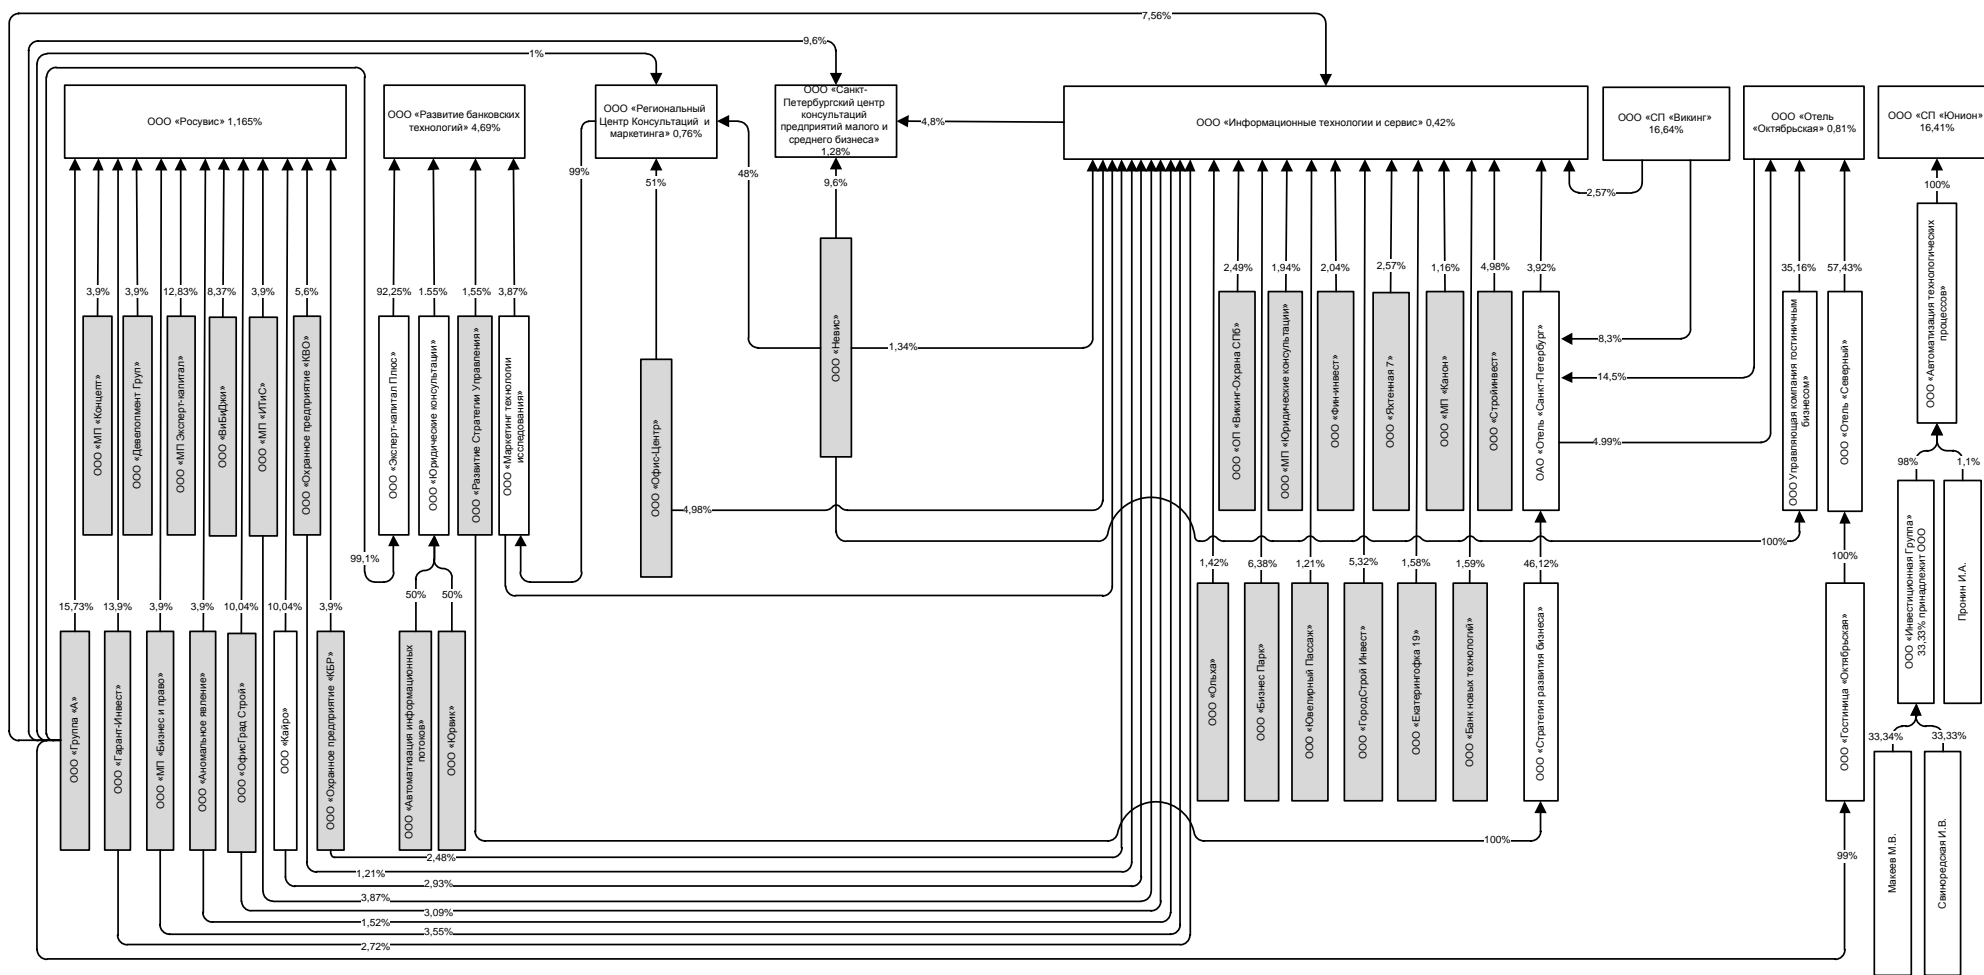 7,56%
9,6%
1%
ООО «Росувис» 1,165%
ООО «Развитие банковских
технологий» 4,69%
ООО «Региональный
Центр Консультаций и
маркетинга» 0,76%
ООО «Санкт-
Петербургский центр
консультаций
предприятий малого и
среднего бизнеса»
1,28%
4,8%
ООО «Информационные технологии и сервис» 0,42%
ООО «СП «Викинг»
16,64%
ООО «Отель
«Октябрьская» 0,81%
ООО «СП «Юнион»
16,41%
99%
51%
48%
9,6%
2,57%
100%
3,9%
3,9%
12,83%
8,37%
3,9%
5,6%
92,25%
1.55%
1,55%
3,87%
2,49%
1,94%
2,04%
2,57%
1,16%
4,98%
3,92%
35,16%
57,43%
ООО «МП «Концепт»
ООО «Девелопмент Груп»
ООО «МП Эксперт-капитал»
ООО «ВиБиДжи»
ООО «МП «ИТиС»
ООО «Охранное предприятие «КВО»
ООО «Эксперт-капитал Плюс»
ООО «Юридические консультации»
ООО «Развитие Стратегии Управления»
ООО «Маркетинг технологии
исследования»
ООО «Офис-Центр»
ООО «Невис»
1,34%
ООО «ОП «Викинг-Охрана СПб»
ООО «МП «Юридические консультации»
ООО «Фин-инвест»
ООО «Яхтенная 7»
ООО «МП «Канон»
ООО «Стройинвест»
ОАО «Отель «Санкт-Петербург»
8,3%
14,5%
4.99%
ООО Управляющая компания гостиничным
бизнесом»
ООО «Отель «Северный»
ООО «Автоматизация технологических
процессов»
98%
1,1%
4,98%
99,1%
100%
100%
50%
50%
1,42%
6,38%
1,21%
5,32%
1,58%
1,59%
46,12%
15,73%
13,9%
3,9%
3,9%
10,04%
10,04%
3,9%
ООО «Группа «А»
ООО «Гарант-Инвест»
ООО «МП «Бизнес и право»
ООО «Аномальное явление»
ООО «ОфисГрад Строй»
ООО «Кайро»
ООО «Охранное предприятие «КБР»
ООО «Автоматизация информационных
потоков»
ООО «Юрвик»
ООО «Ольха»
ООО «Бизнес Парк»
ООО «Ювелирный Пассаж»
ООО «ГородСтрой Инвест»
ООО «Екатерингофка 19»
ООО «Банк новых технологий»
ООО «Стратегия развития бизнеса»
ООО «Гостиница «Октябрьская»
ООО «Инвестиционная Группа»
33,33% принадлежит ООО
Пронин И.А.
33,34%
33,33%
Макеев М.В.
Свиноредская И.В.
100%
99%
2,48%
1,21%
2,93%
3,87%
3,09%
1,52%
3,55%
2,72%